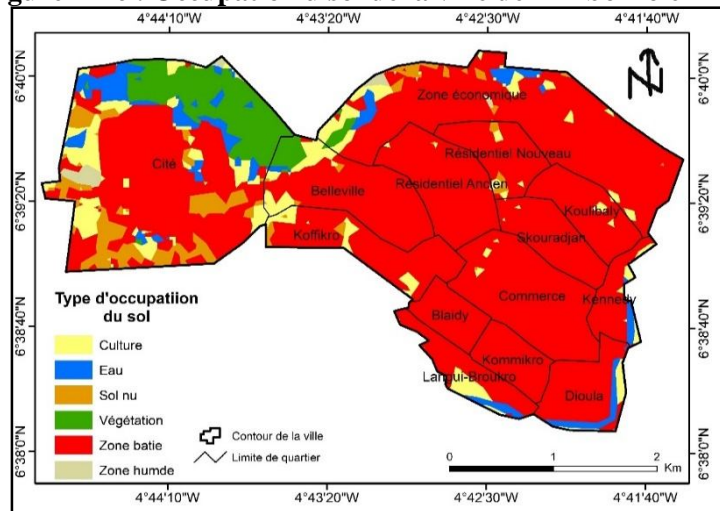 4°44'10"W 4°43'20"W 4°42'30"W 4°41'40"W
6°40'0"N
6°39'20"N
6°38'40"N
6°38'0"N
6°40'0"N
6°39'20"N
6°38'40"N
6°38'0"N
N
Zone économique
Cité
Résidentiel Nouveau
Belleville
Résidentiel Ancien
Koulibaly
Koffikro
Skouradjan
Commerce
Kennedy
Blaidy
Kommikro
Langui-Broukro
Dioula
Type d'occupatiion
du sol
Culture
Eau
Sol nu
Végétation
Zone batie
Zone humde
Contour de la ville
Limite de quartier
0 1 2
Km
4°44'10"W 4°43'20"W 4°42'30"W 4°41'40"W